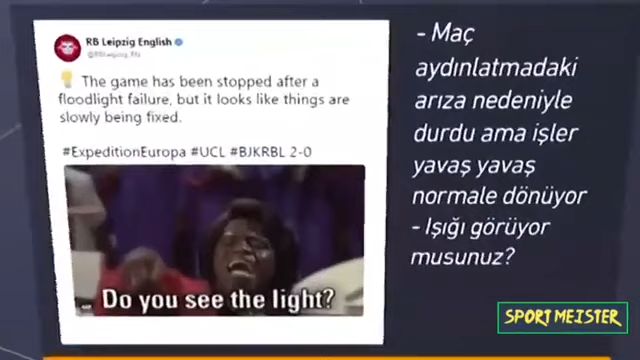 RB Leipzig English
@RBLeipzig_EN
The game has been stopped after a
floodlight failure, but it looks like things are
slowly being fixed.
#ExpeditionEuropa #UCL #BJKRBL 2-0
Do you see the light?
- Maç
aydınlatmadaki
arıza nedeniyle
durdu ama işler
yavaş yavaş
normale dönüyor
- Işığı görüyor
musunuz?
SPORT MEISTER